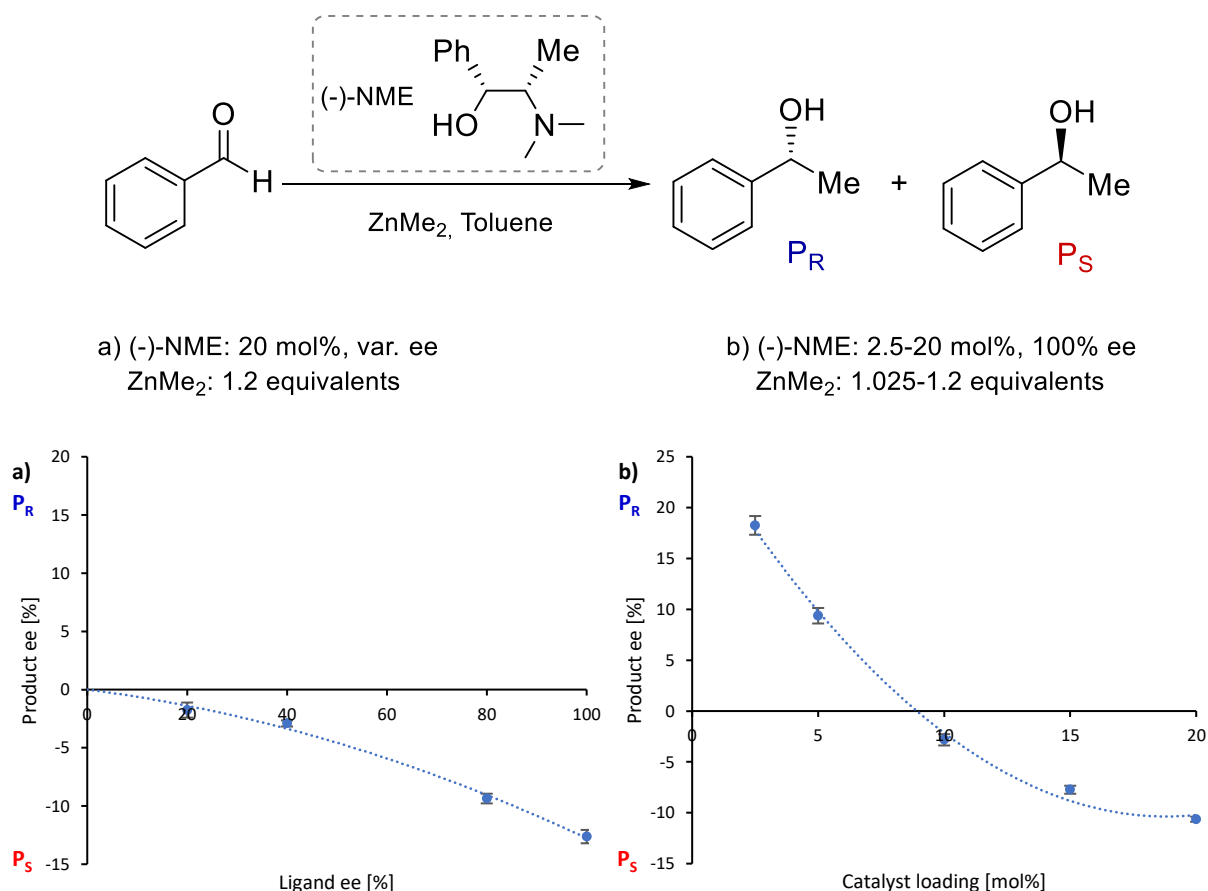 Ph
Me
(-)-NME
HO
N
O
H
ZnMe2, Toluene
OH
Me
PR
+
OH
Me
PS
a) (-)-NME: 20 mol%, var. ee
ZnMe2: 1.2 equivalents
b) (-)-NME: 2.5-20 mol%, 100% ee
ZnMe2: 1.025-1.2 equivalents
a)
PR
20
15
10
5
0
-5
-10
-15
Product ee [%]
0 20 40 60 80 100
PS
Ligand ee [%]
b)
PR
25
20
15
10
5
0
-5
-10
-15
Product ee [%]
0 5 10 15 20
PS
Catalyst loading [mol%]